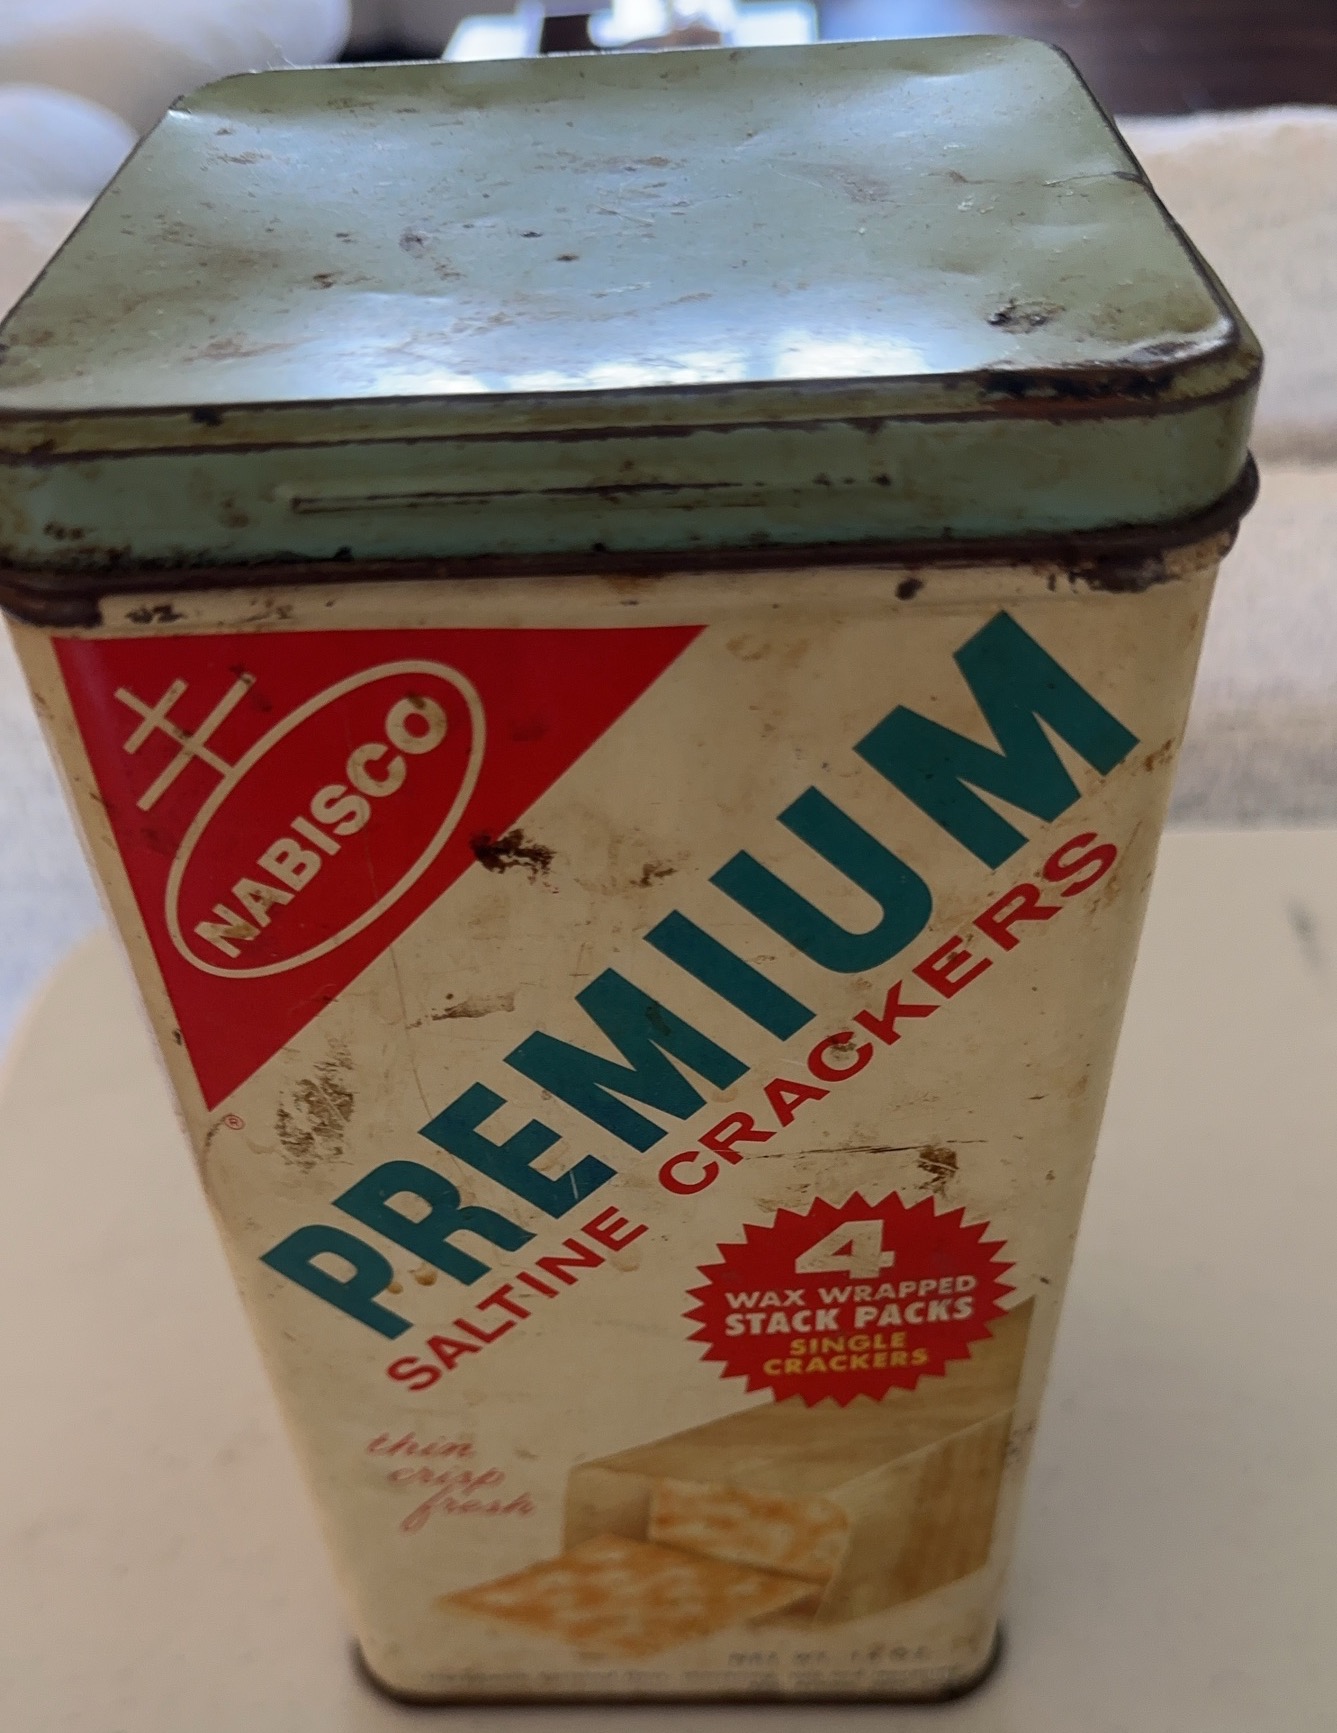 NABISCO
®
PREMIUM
SALTINE CRACKERS
4
WAX WRAPPED
STACK PACKS
SINGLE
CRACKERS
thin
crisp
fresh